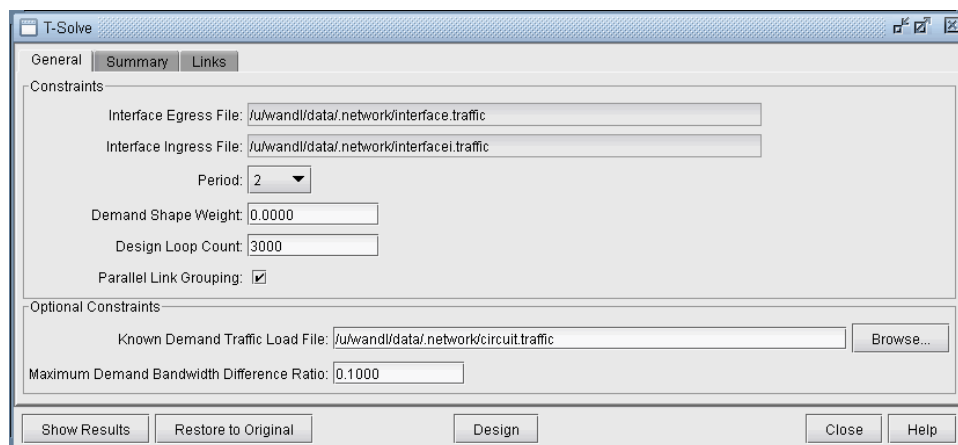 T-Solve
General Summary Links
Constraints
Interface Egress File: /u/wandl/data/.network/interface.traffic
Interface Ingress File: /u/wandl/data/.network/interfacei.traffic
Period: 2
Demand Shape Weight: 0.0000
Design Loop Count: 3000
Parallel Link Grouping:
Optional Constraints
Known Demand Traffic Load File: /u/wandl/data/.network/circuit.traffic Browse...
Maximum Demand Bandwidth Difference Ratio: 0.1000
Show Results Restore to Original Design Close Help